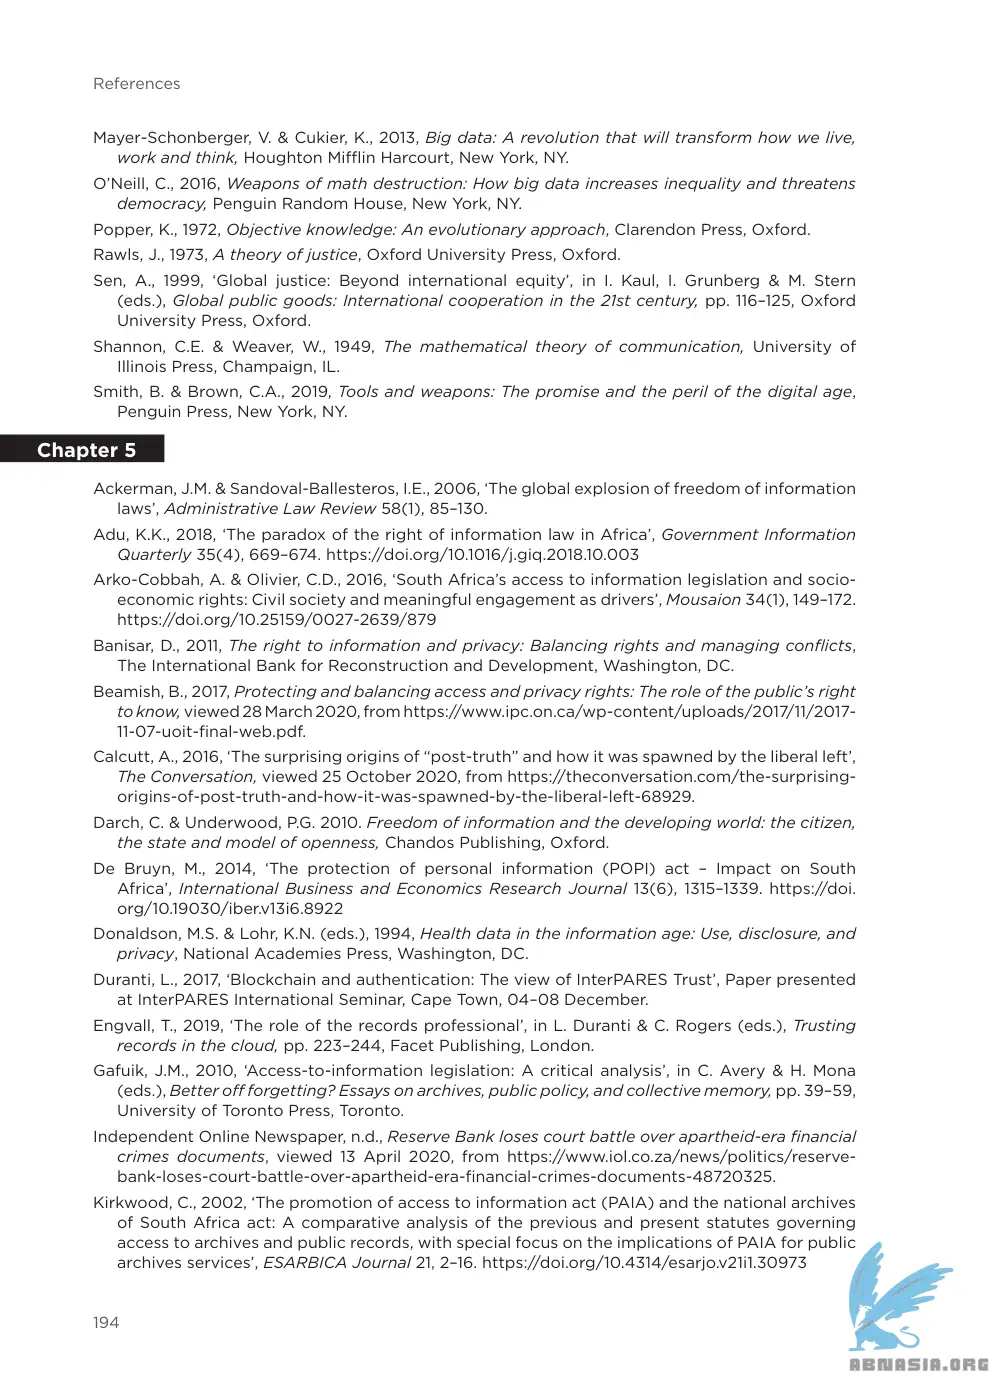 References
Mayer-Schonberger, V. & Cukier, K., 2013, Big data: A revolution that will transform how we live,
work and think, Houghton Mifflin Harcourt, New York, NY.
O’Neill, C., 2016, Weapons of math destruction: How big data increases inequality and threatens
democracy, Penguin Random House, New York, NY.
Popper, K., 1972, Objective knowledge: An evolutionary approach, Clarendon Press, Oxford.
Rawls, J., 1973, A theory of justice, Oxford University Press, Oxford.
Sen, A., 1999, ‘Global justice: Beyond international equity’, in I. Kaul, I. Grunberg & M. Stern
(eds.), Global public goods: International cooperation in the 21st century, pp. 116–125, Oxford
University Press, Oxford.
Shannon, C.E. & Weaver, W., 1949, The mathematical theory of communication, University of
Illinois Press, Champaign, IL.
Smith, B. & Brown, C.A., 2019, Tools and weapons: The promise and the peril of the digital age,
Penguin Press, New York, NY.
Chapter 5
Ackerman, J.M. & Sandoval-Ballesteros, I.E., 2006, ‘The global explosion of freedom of information
laws’, Administrative Law Review 58(1), 85–130.
Adu, K.K., 2018, ‘The paradox of the right of information law in Africa’, Government Information
Quarterly 35(4), 669–674. https://doi.org/10.1016/j.giq.2018.10.003
Arko-Cobbah, A. & Olivier, C.D., 2016, ‘South Africa’s access to information legislation and socio-
economic rights: Civil society and meaningful engagement as drivers’, Mousaion 34(1), 149–172.
https://doi.org/10.25159/0027-2639/879
Banisar, D., 2011, The right to information and privacy: Balancing rights and managing conflicts,
The International Bank for Reconstruction and Development, Washington, DC.
Beamish, B., 2017, Protecting and balancing access and privacy rights: The role of the public’s right
to know, viewed 28 March 2020, from https://www.ipc.on.ca/wp-content/uploads/2017/11/2017-
11-07-uoit-final-web.pdf.
Calcutt, A., 2016, ‘The surprising origins of “post-truth” and how it was spawned by the liberal left’,
The Conversation, viewed 25 October 2020, from https://theconversation.com/the-surprising-
origins-of-post-truth-and-how-it-was-spawned-by-the-liberal-left-68929.
Darch, C. & Underwood, P.G. 2010. Freedom of information and the developing world: the citizen,
the state and model of openness, Chandos Publishing, Oxford.
De Bruyn, M., 2014, ‘The protection of personal information (POPI) act – Impact on South
Africa’, International Business and Economics Research Journal 13(6), 1315–1339. https://doi.
org/10.19030/iber.v13i6.8922
Donaldson, M.S. & Lohr, K.N. (eds.), 1994, Health data in the information age: Use, disclosure, and
privacy, National Academies Press, Washington, DC.
Duranti, L., 2017, ‘Blockchain and authentication: The view of InterPARES Trust’, Paper presented
at InterPARES International Seminar, Cape Town, 04–08 December.
Engvall, T., 2019, ‘The role of the records professional’, in L. Duranti & C. Rogers (eds.), Trusting
records in the cloud, pp. 223–244, Facet Publishing, London.
Gafuik, J.M., 2010, ‘Access-to-information legislation: A critical analysis’, in C. Avery & H. Mona
(eds.), Better off forgetting? Essays on archives, public policy, and collective memory, pp. 39–59,
University of Toronto Press, Toronto.
Independent Online Newspaper, n.d., Reserve Bank loses court battle over apartheid-era financial
crimes documents, viewed 13 April 2020, from https://www.iol.co.za/news/politics/reserve-
bank-loses-court-battle-over-apartheid-era-financial-crimes-documents-48720325.
Kirkwood, C., 2002, ‘The promotion of access to information act (PAIA) and the national archives
of South Africa act: A comparative analysis of the previous and present statutes governing
access to archives and public records, with special focus on the implications of PAIA for public
archives services’, ESARBICA Journal 21, 2–16. https://doi.org/10.4314/esarjo.v21i1.30973
194
ABNASIA.ORG